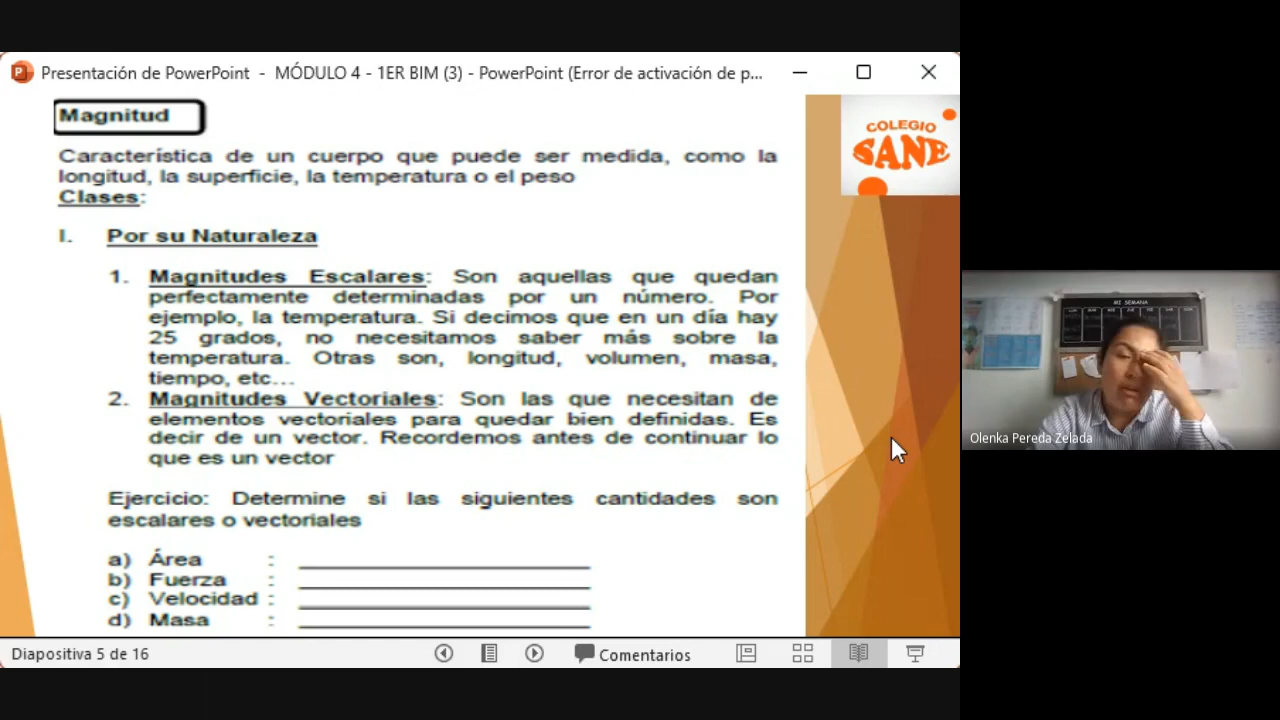 Presentación de PowerPoint - MÓDULO 4 - 1ER BIM (3) - PowerPoint (Error de activación de p...
Magnitud
COLEGIO
SANE
Característica de un cuerpo que puede ser medida, como la
longitud, la superficie, la temperatura o el peso
Clases:
I. Por su Naturaleza
1. Magnitudes Escalares: Son aquellas que quedan
perfectamente determinadas por un número. Por
ejemplo, la temperatura. Si decimos que en un día hay
25 grados, no necesitamos saber más sobre la
temperatura. Otras son, longitud, volumen, masa,
tiempo, etc...
2. Magnitudes Vectoriales: Son las que necesitan de
elementos vectoriales para quedar bien definidas. Es
decir de un vector. Recordemos antes de continuar lo
que es un vector
Ejercicio: Determine si las siguientes cantidades son
escalares o vectoriales
a) Área :
b) Fuerza :
c) Velocidad :
d) Masa :
Diapositiva 5 de 16
Comentarios
MI SEMANA
Olenka Pereda Zelada